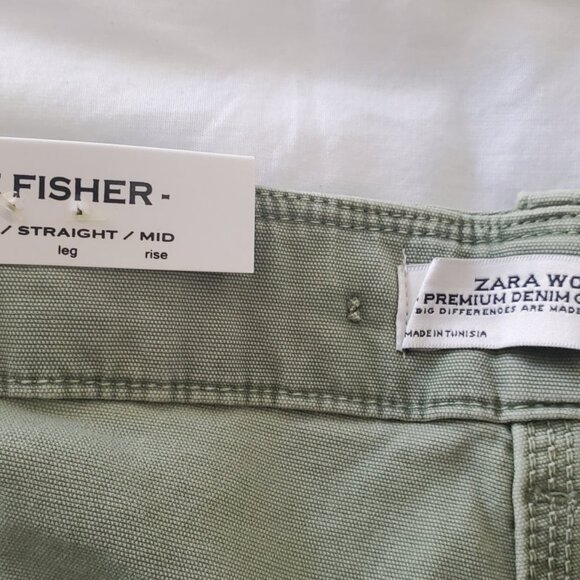 FISHER -
/ STRAIGHT / MID
leg rise
ZARA WO
PREMIUM DENIM
BIG DIFFERENCES ARE MADE
MADE IN TUNISIA